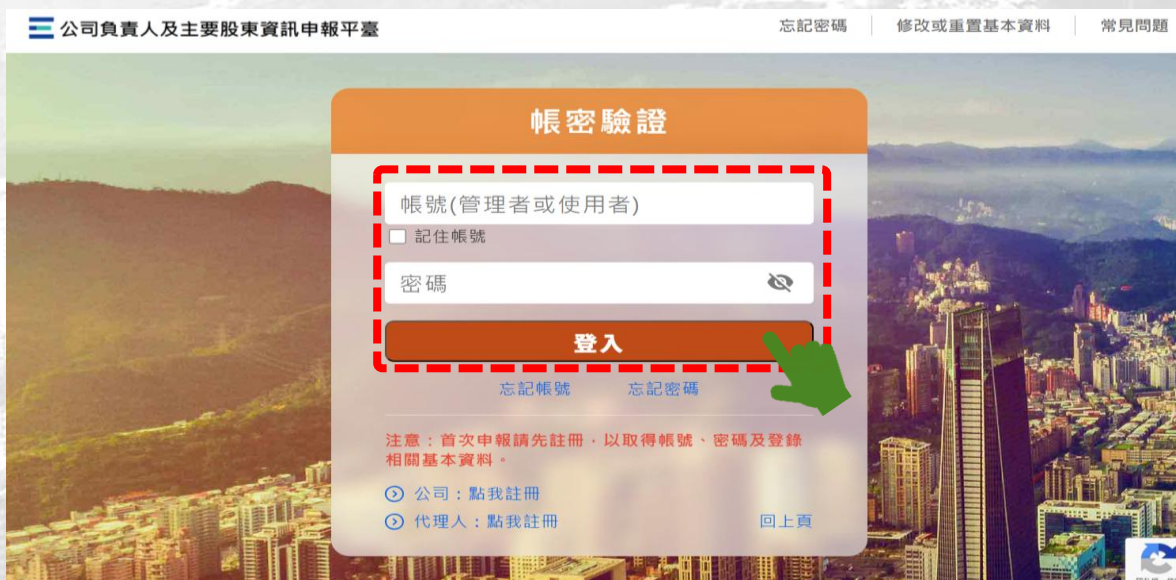 公司負責人及主要股東資訊申報平臺
忘記密碼
修改或重置基本資料
常見問題
帳密驗證
帳號(管理者或使用者)
記住帳號
密碼
登入
忘記帳號
忘記密碼
注意：首次申報請先註冊，以取得帳號、密碼及登錄
相關基本資料。
公司：點我註冊
代理人：點我註冊
回上頁